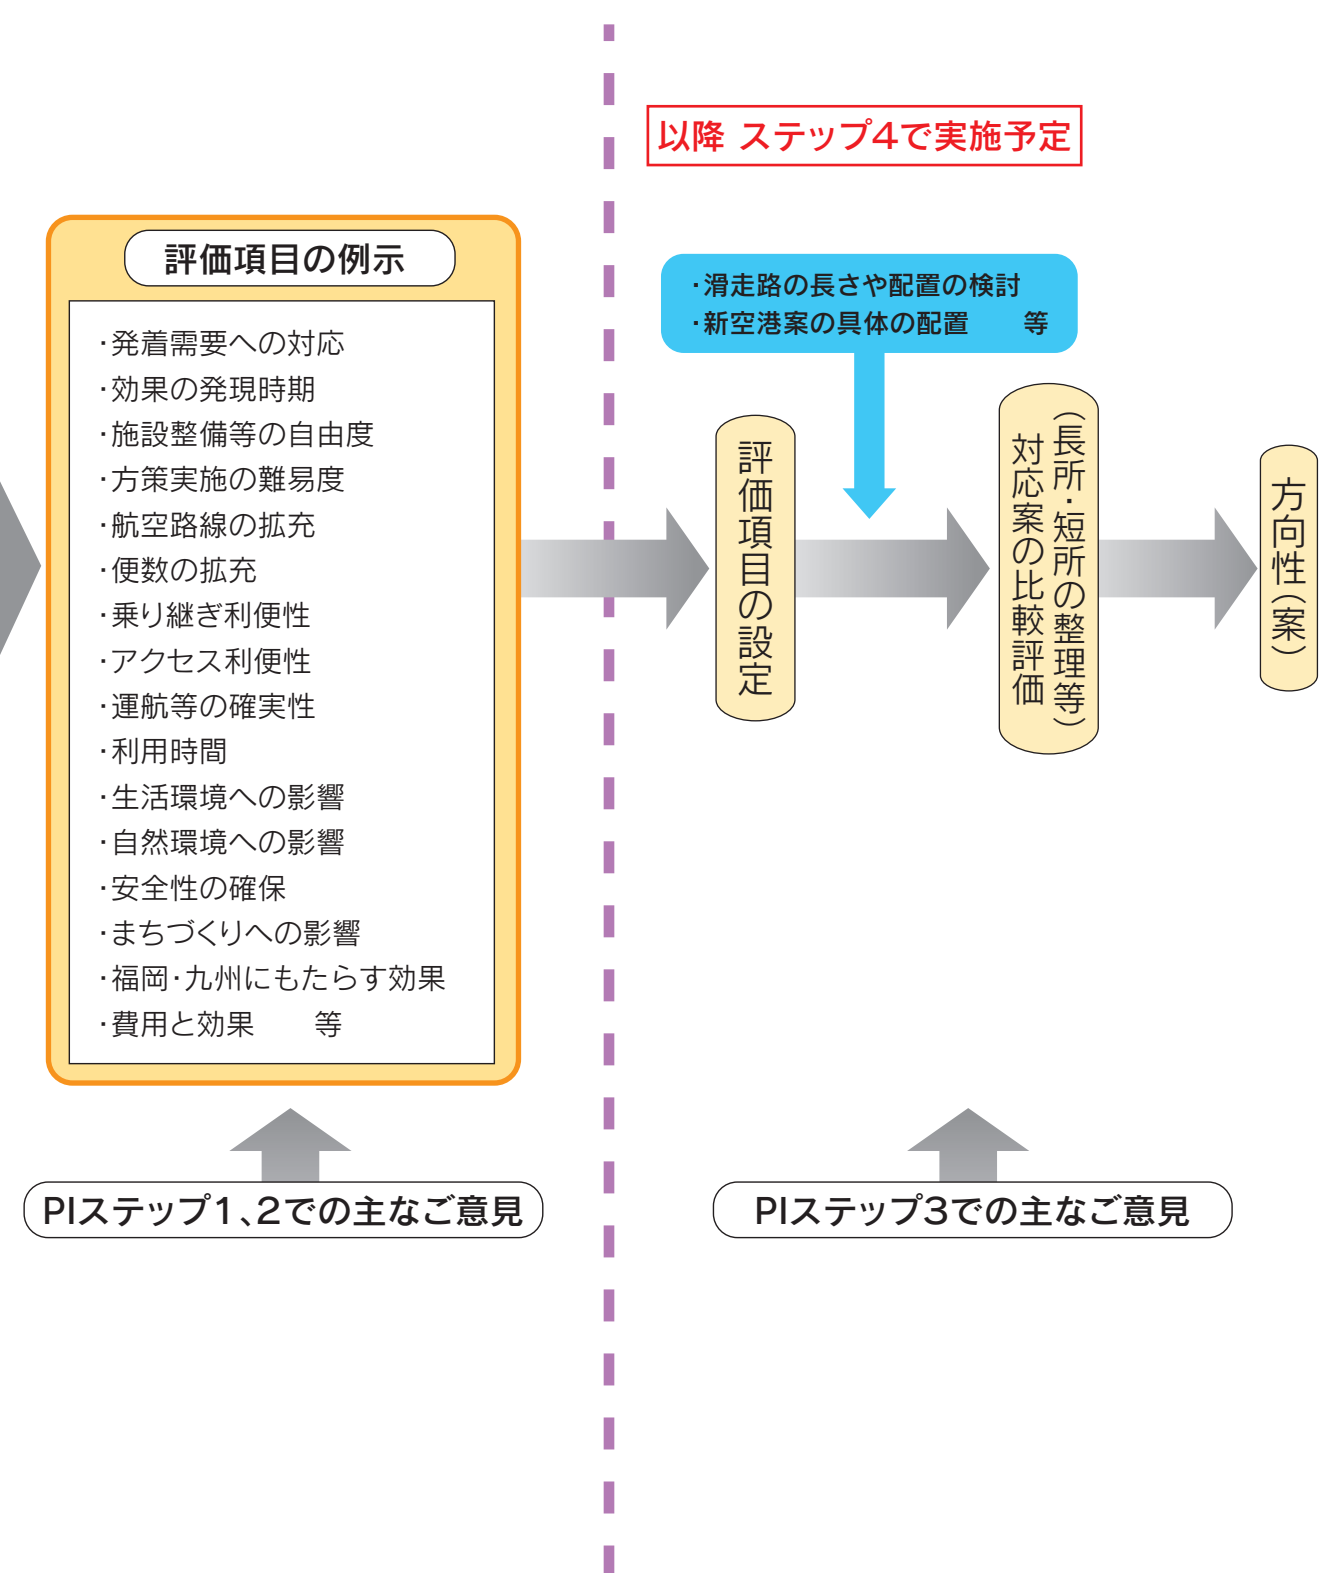 以降 ステップ4で実施予定
評価項目の例示
・発着需要への対応
・効果の発現時期
・施設整備等の自由度
・方策実施の難易度
・航空路線の拡充
・便数の拡充
・乗り継ぎ利便性
・アクセス利便性
・運航等の確実性
・利用時間
・生活環境への影響
・自然環境への影響
・安全性の確保
・まちづくりへの影響
・福岡・九州にもたらす効果
・費用と効果　　等
・滑走路の長さや配置の検討
・新空港案の具体の配置　　等
評価項目の設定
対応案の比較評価
（長所・短所の整理等）
方向性（案）
PIステップ1、2での主なご意見
PIステップ3での主なご意見